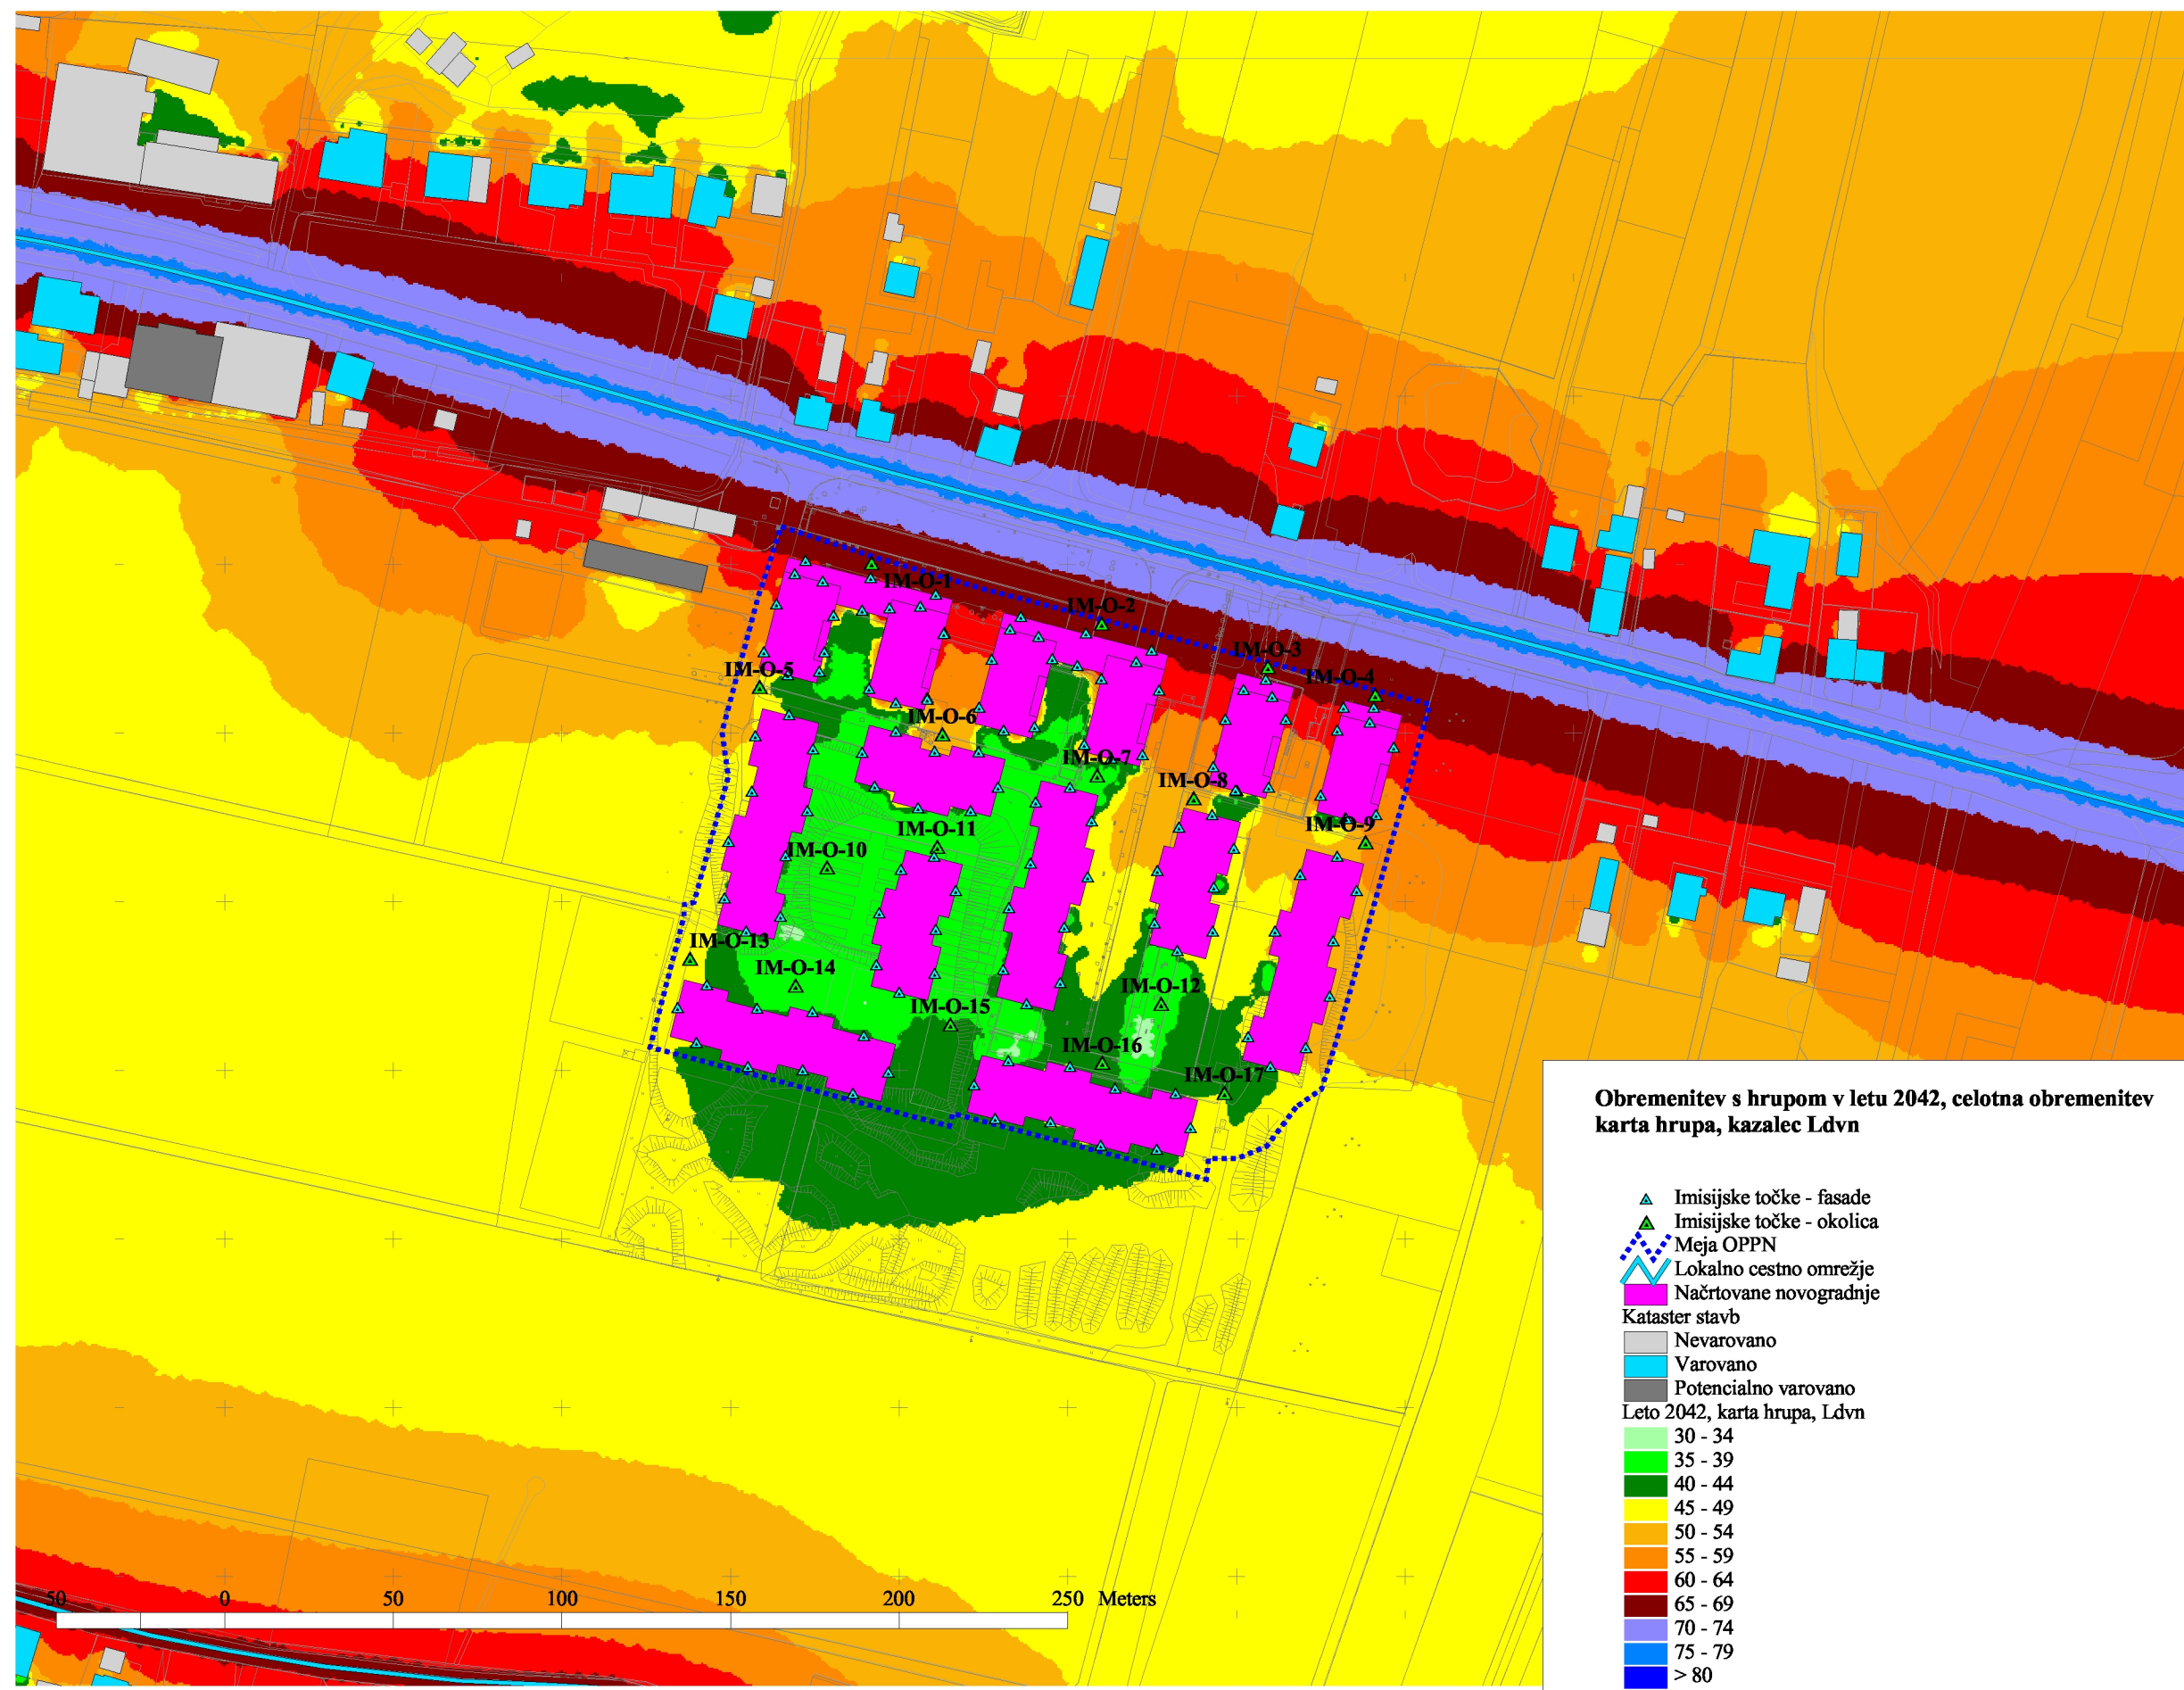 IM-O-1
IM-O-2
IM-O-3
IM-O-4
IM-O-5
IM-O-6
IM-O-7
IM-O-8
IM-O-9
IM-O-11
IM-O-10
IM-O-13
IM-O-14
IM-O-12
IM-O-15
IM-O-16
IM-O-17
Obremenitev s hrupom v letu 2042, celotna obremenitev
karta hrupa, kazalec Ldvn
Imisijske točke - fasade
Imisijske točke - okolica
Meja OPPN
Lokalno cestno omrežje
Načrtovane novogradnje
Kataster stavb
Nevarovano
Varovano
Potencialno varovano
Leto 2042, karta hrupa, Ldvn
30 - 34
35 - 39
40 - 44
45 - 49
50 - 54
55 - 59
60 - 64
65 - 69
70 - 74
75 - 79
> 80
50 0 50 100 150 200 250 Meters